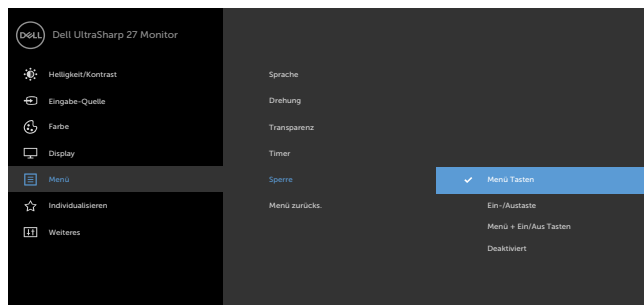 DELL Dell UltraSharp 27 Monitor
Helligkeit/Kontrast
Eingabe-Quelle
Farbe
Display
Menü
Individualisieren
Weiteres
Sprache
Drehung
Transparenz
Timer
Sperre
Menü zurücks.
Menü Tasten
Ein-/Austaste
Menü + Ein/Aus Tasten
Deaktiviert